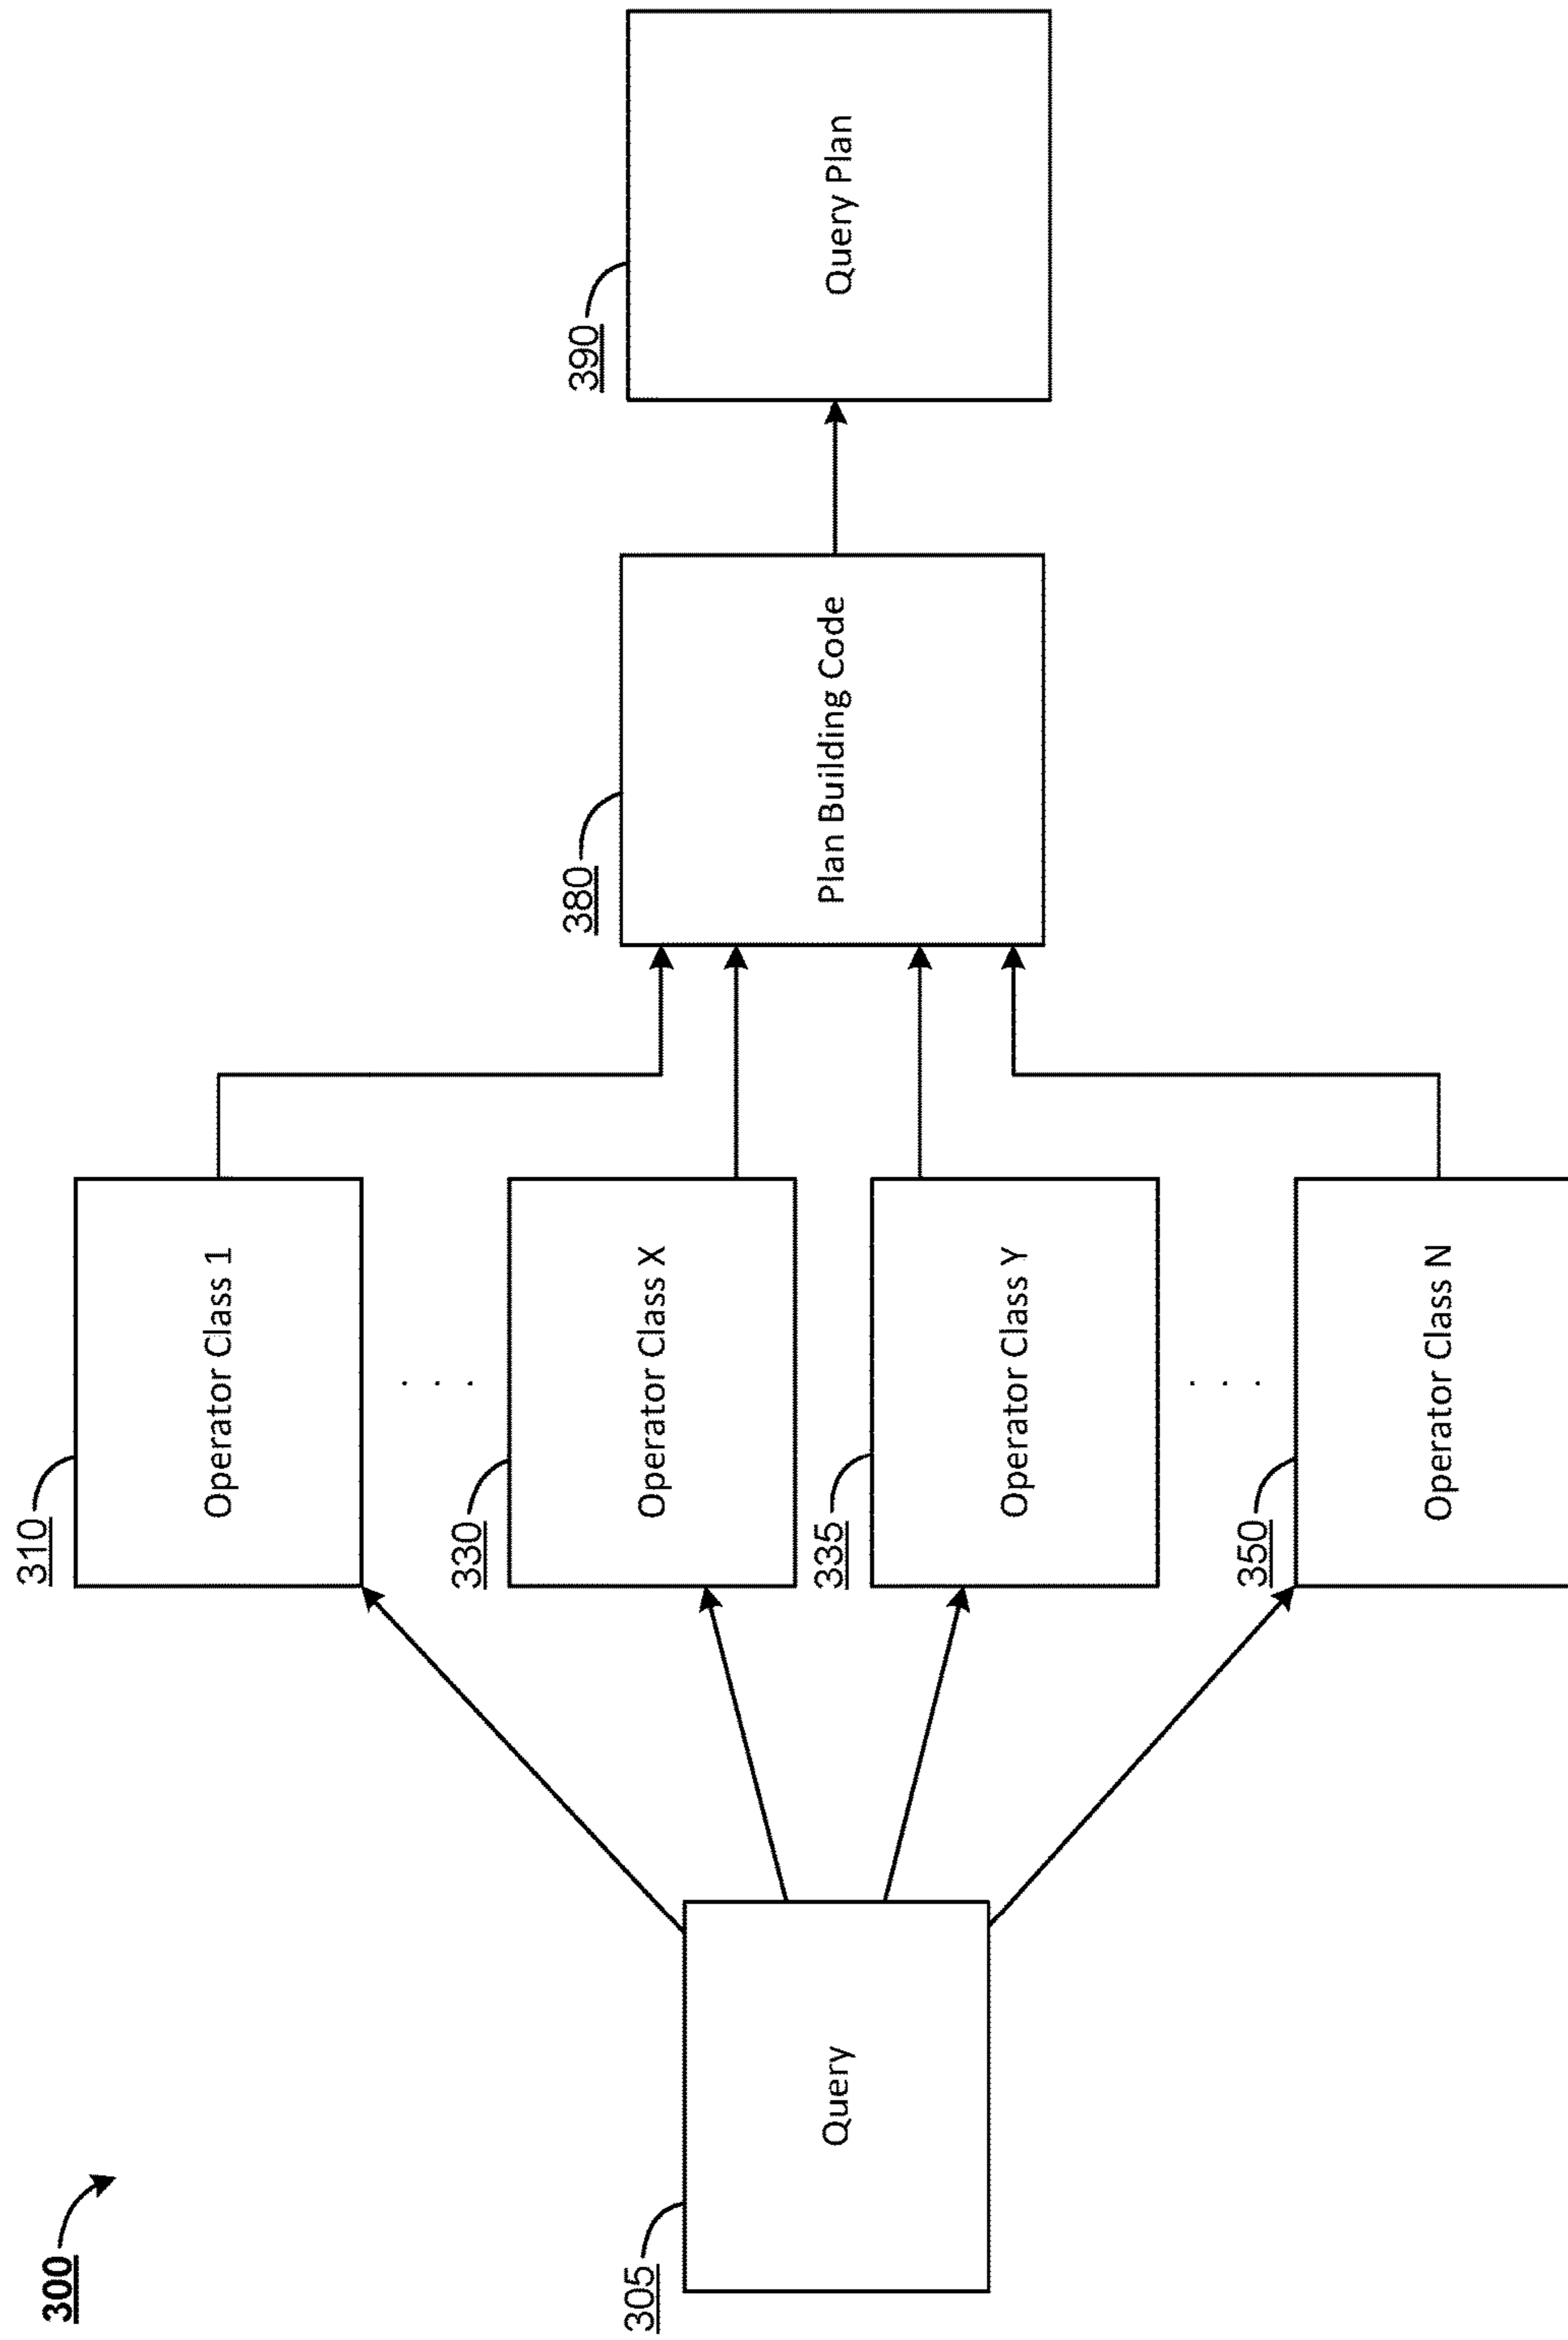 300
305
Query
310
Operator Class 1
. . .
330
Operator Class X
335
Operator Class Y
. . .
350
Operator Class N
380
Plan Building Code
390
Query Plan